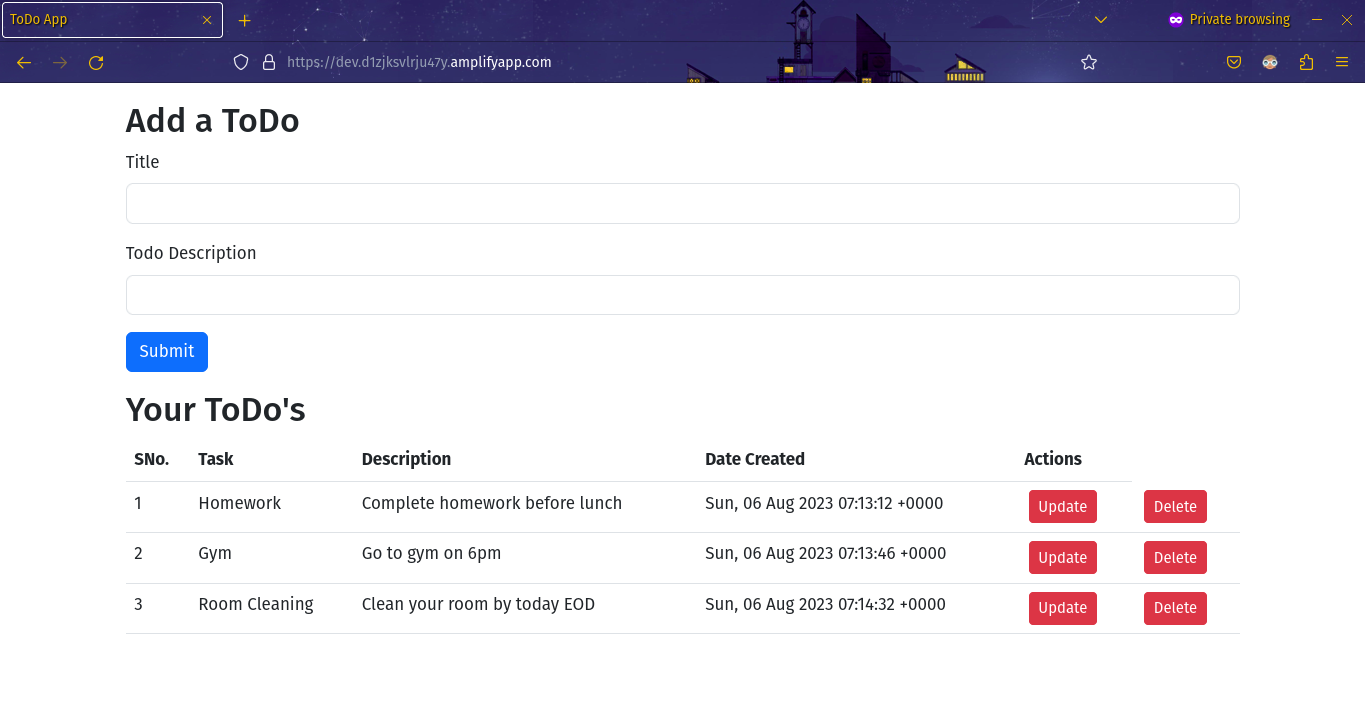 ToDo App
Private browsing
https://dev.d1zjksvlrju47y.amplifyapp.com
Add a ToDo
Title
Todo Description
Submit
Your ToDo's
SNo. Task Description Date Created Actions
1 Homework Complete homework before lunch Sun, 06 Aug 2023 07:13:12 +0000 Update Delete
2 Gym Go to gym on 6pm Sun, 06 Aug 2023 07:13:46 +0000 Update Delete
3 Room Cleaning Clean your room by today EOD Sun, 06 Aug 2023 07:14:32 +0000 Update Delete